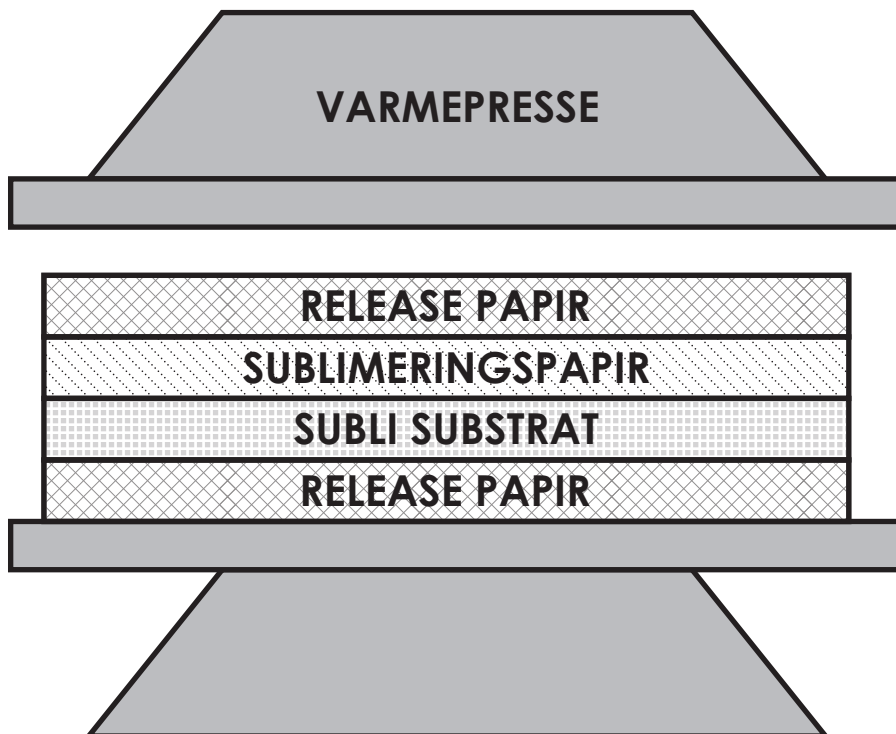 VARMEPRESSE
RELEASE PAPIR
SUBLIMERINGSPAPIR
SUBLI SUBSTRAT
RELEASE PAPIR